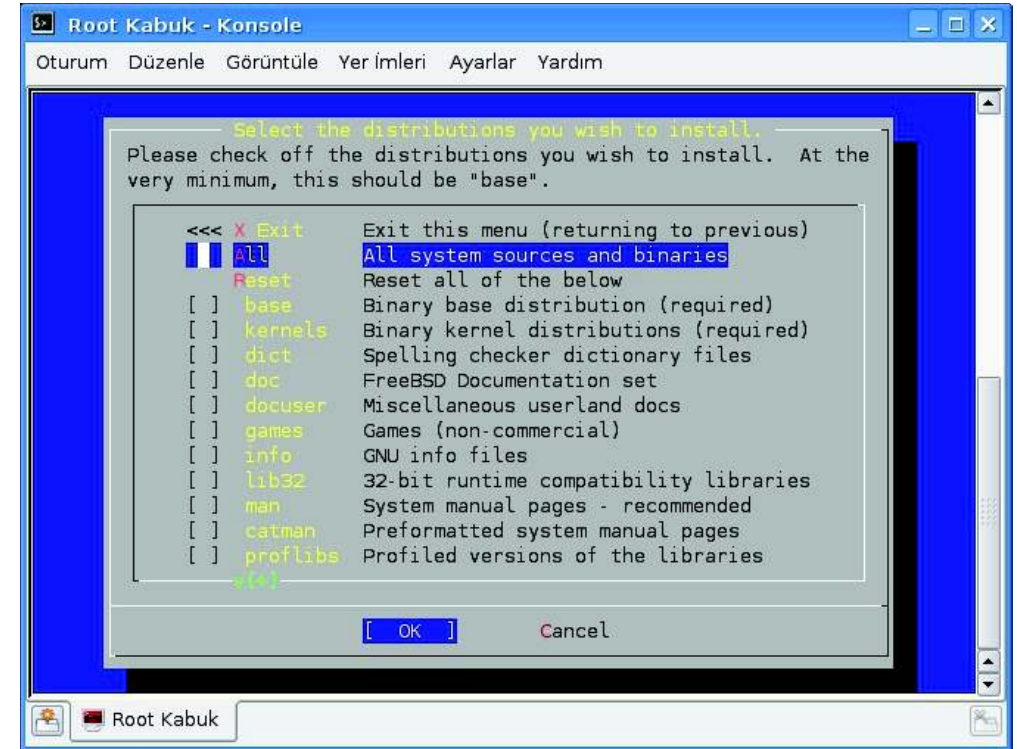 Root Kabuk - Konsole
Oturum Düzenle Görüntüle Yer İmleri Ayarlar Yardım
Select the distributions you wish to install.
Please check off the distributions you wish to install.  At the
very minimum, this should be "base".
<<< X Exit Exit this menu (returning to previous)
All All system sources and binaries
Reset Reset all of the below
[ ] base Binary base distribution (required)
[ ] kernels Binary kernel distributions (required)
[ ] dict Spelling checker dictionary files
[ ] doc FreeBSD Documentation set
[ ] docuser Miscellaneous userland docs
[ ] games Games (non-commercial)
[ ] info GNU info files
[ ] lib32 32-bit runtime compatibility libraries
[ ] man System manual pages - recommended
[ ] catman Preformatted system manual pages
[ ] proflibs Profiled versions of the libraries
v(+)
[ OK ] Cancel
Root Kabuk